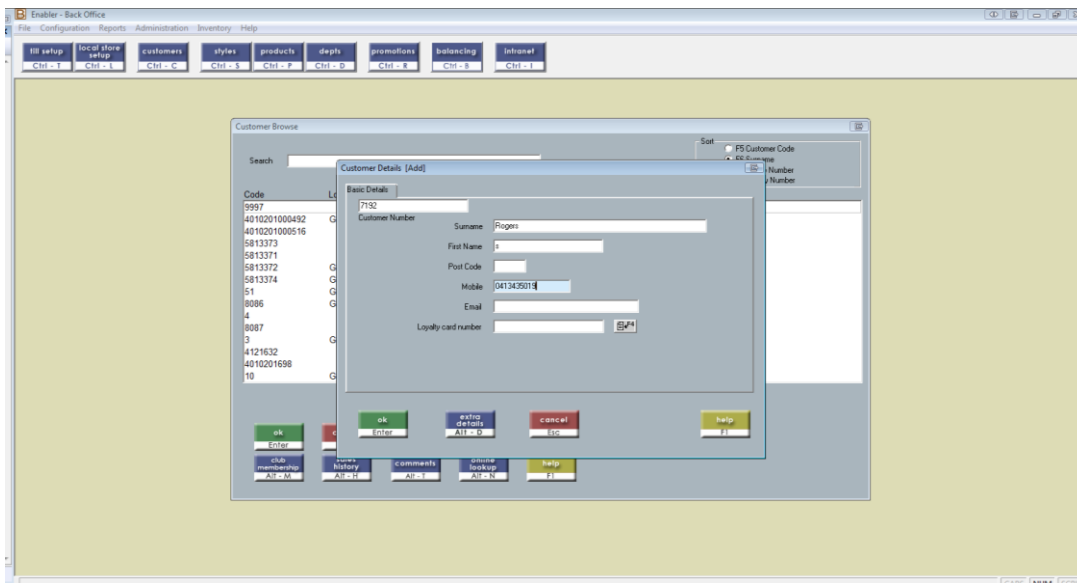 Enabler - Back Office
File Configuration Reports Administration Inventory Help
till setup
Ctrl - T
local store setup
Ctrl - L
customers
Ctrl - C
styles
Ctrl - S
products
Ctrl - P
depts
Ctrl - D
promotions
Ctrl - R
balancing
Ctrl - B
intranet
Ctrl - I
Customer Browse
Search
Sort
F5 Customer Code
Number
Number
Code
9997
4010201000492 G
4010201000516
5813373
5813371
5813372 G
5813374 G
51 G
8086 G
4
8087
3 G
4121632
4010201698
10 G
Customer Details [Add]
Basic Details
7192
Customer Number
Surname Rogers
First Name
Post Code
Mobile 0413435019
Email
Loyalty card number
F4
ok
Enter
extra details
Alt - D
cancel
Esc
help
F1
ok
Enter
club membership
Alt - M
history
Alt - H
comments
Alt - T
online lookup
Alt - N
help
F1
CAPS NUM